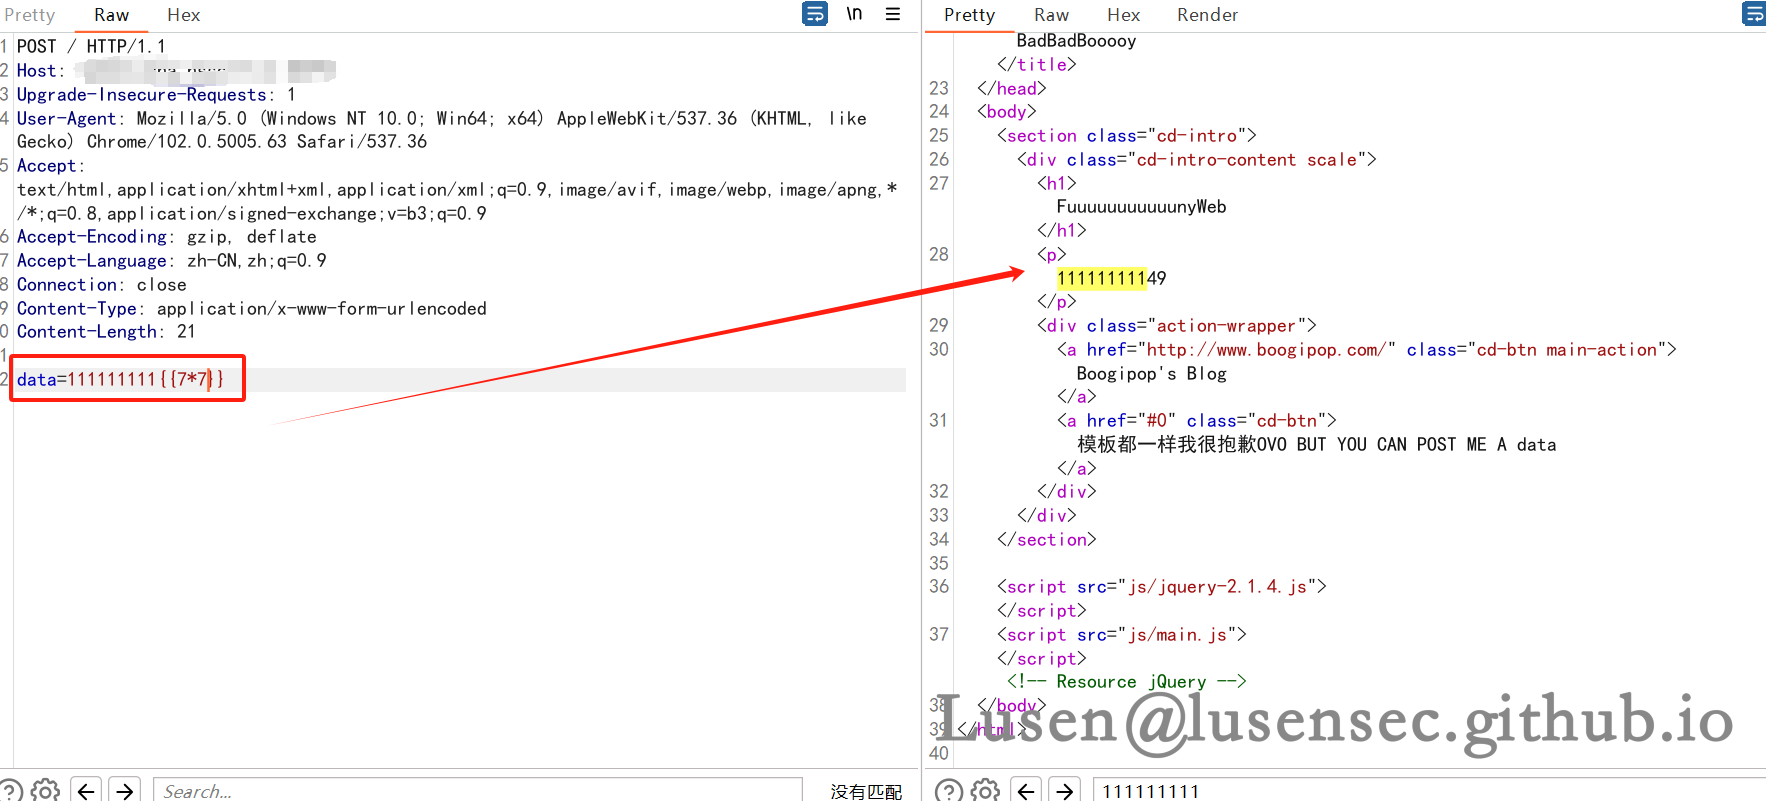 Pretty Raw Hex \n
1 POST / HTTP/1.1
2 Host:
3 Upgrade-Insecure-Requests: 1
4 User-Agent: Mozilla/5.0 (Windows NT 10.0; Win64; x64) AppleWebKit/537.36 (KHTML, like
Gecko) Chrome/102.0.5005.63 Safari/537.36
5 Accept:
text/html,application/xhtml+xml,application/xml;q=0.9,image/avif,image/webp,image/apng,*
/*;q=0.8,application/signed-exchange;v=b3;q=0.9
6 Accept-Encoding: gzip, deflate
7 Accept-Language: zh-CN,zh;q=0.9
8 Connection: close
9 Content-Type: application/x-www-form-urlencoded
0 Content-Length: 21
1
2 data=111111111{{7*7}}
Search...
没有匹配
Pretty Raw Hex Render
BadBadBooooy
</title>
23 </head>
24 <body>
25 <section class="cd-intro">
26 <div class="cd-intro-content scale">
27 <h1>
FuuuuuuuuuuunyWeb
</h1>
28 <p>
11111111149
</p>
29 <div class="action-wrapper">
30 <a href="http://www.boogipop.com/" class="cd-btn main-action">
Boogipop's Blog
</a>
31 <a href="#0" class="cd-btn">
模板都一样我很抱歉OVO BUT YOU CAN POST ME A data
</a>
32 </div>
33 </div>
34 </section>
35
36 <script src="js/jquery-2.1.4.js">
</script>
37 <script src="js/main.js">
</script>
<!-- Resource jQuery -->
38 </body>
39 </html>
40
Lusen@lusensec.github.io
111111111